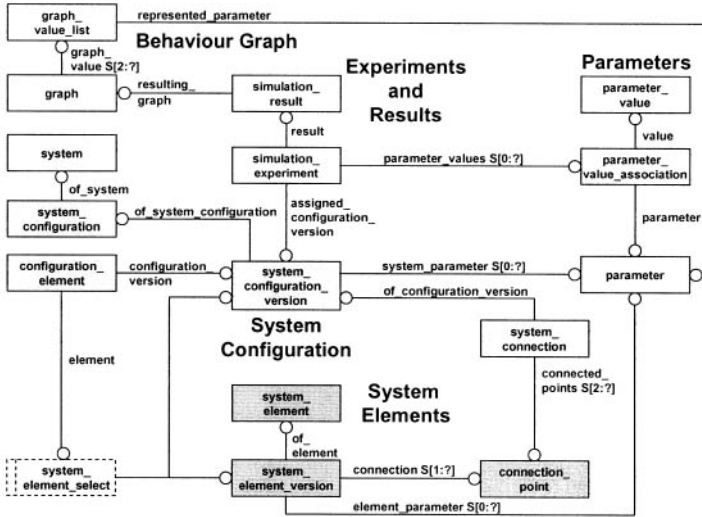 graph_
value_list
represented_parameter
Behaviour Graph
graph_
value S[2:?]
graph
resulting_
graph
simulation_
result
Experiments
and
Results
Parameters
parameter_
value
result
value
system
simulation_
experiment
parameter_values S[0:?]
parameter_
value_association
of_system
system_
configuration
of_system_configuration
assigned_
configuration_
version
parameter
configuration_
element
configuration_
version
system_
configuration_
version
system_parameter S[0:?]
parameter
of_configuration_version
System
Configuration
system_
connection
element
connected_
points S[2:?]
system_
element
System
Elements
of_
element
system_
element_select
system_
element_version
connection S[1:?]
connection_
point
element_parameter S[0:?]